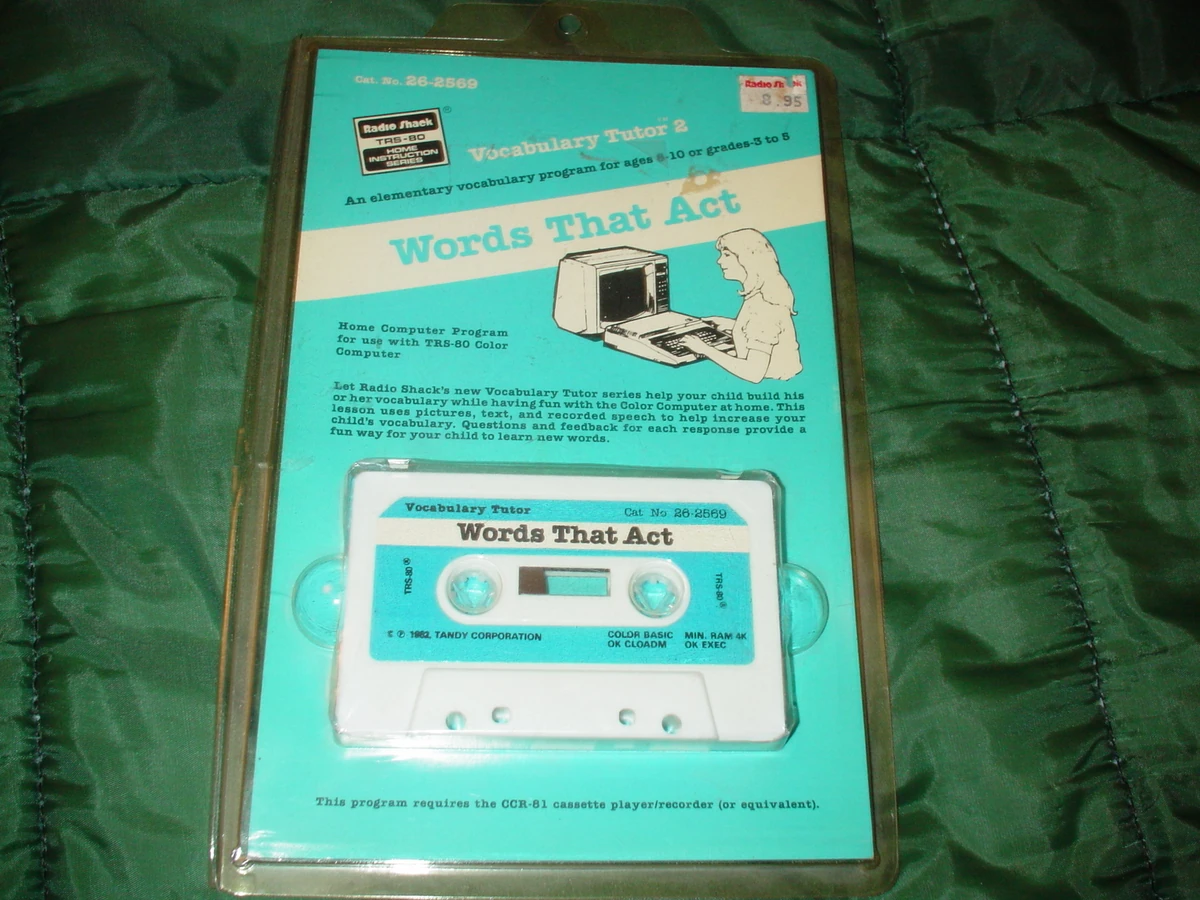 Cat. No. 26-2569
Radio Shack
8.95
Radio Shack ®
TRS-80
HOME
INSTRUCTION
SERIES
Vocabulary Tutor™ 2
An elementary vocabulary program for ages 8-10 or grades 3 to 5
Words That Act
Home Computer Program
for use with TRS-80 Color
Computer
Let Radio Shack's new Vocabulary Tutor series help your child build his
or her vocabulary while having fun with the Color Computer at home. This
lesson uses pictures, text, and recorded speech to help increase your
child's vocabulary. Questions and feedback for each response provide a
fun way for your child to learn new words.
Vocabulary Tutor Cat. No. 26-2569
Words That Act
TRS-80 ®
TRS-80 ®
© ℗ 1982, TANDY CORPORATION
COLOR BASIC MIN. RAM 4K
OK CLOADM OK EXEC
This program requires the CCR-81 cassette player/recorder (or equivalent).